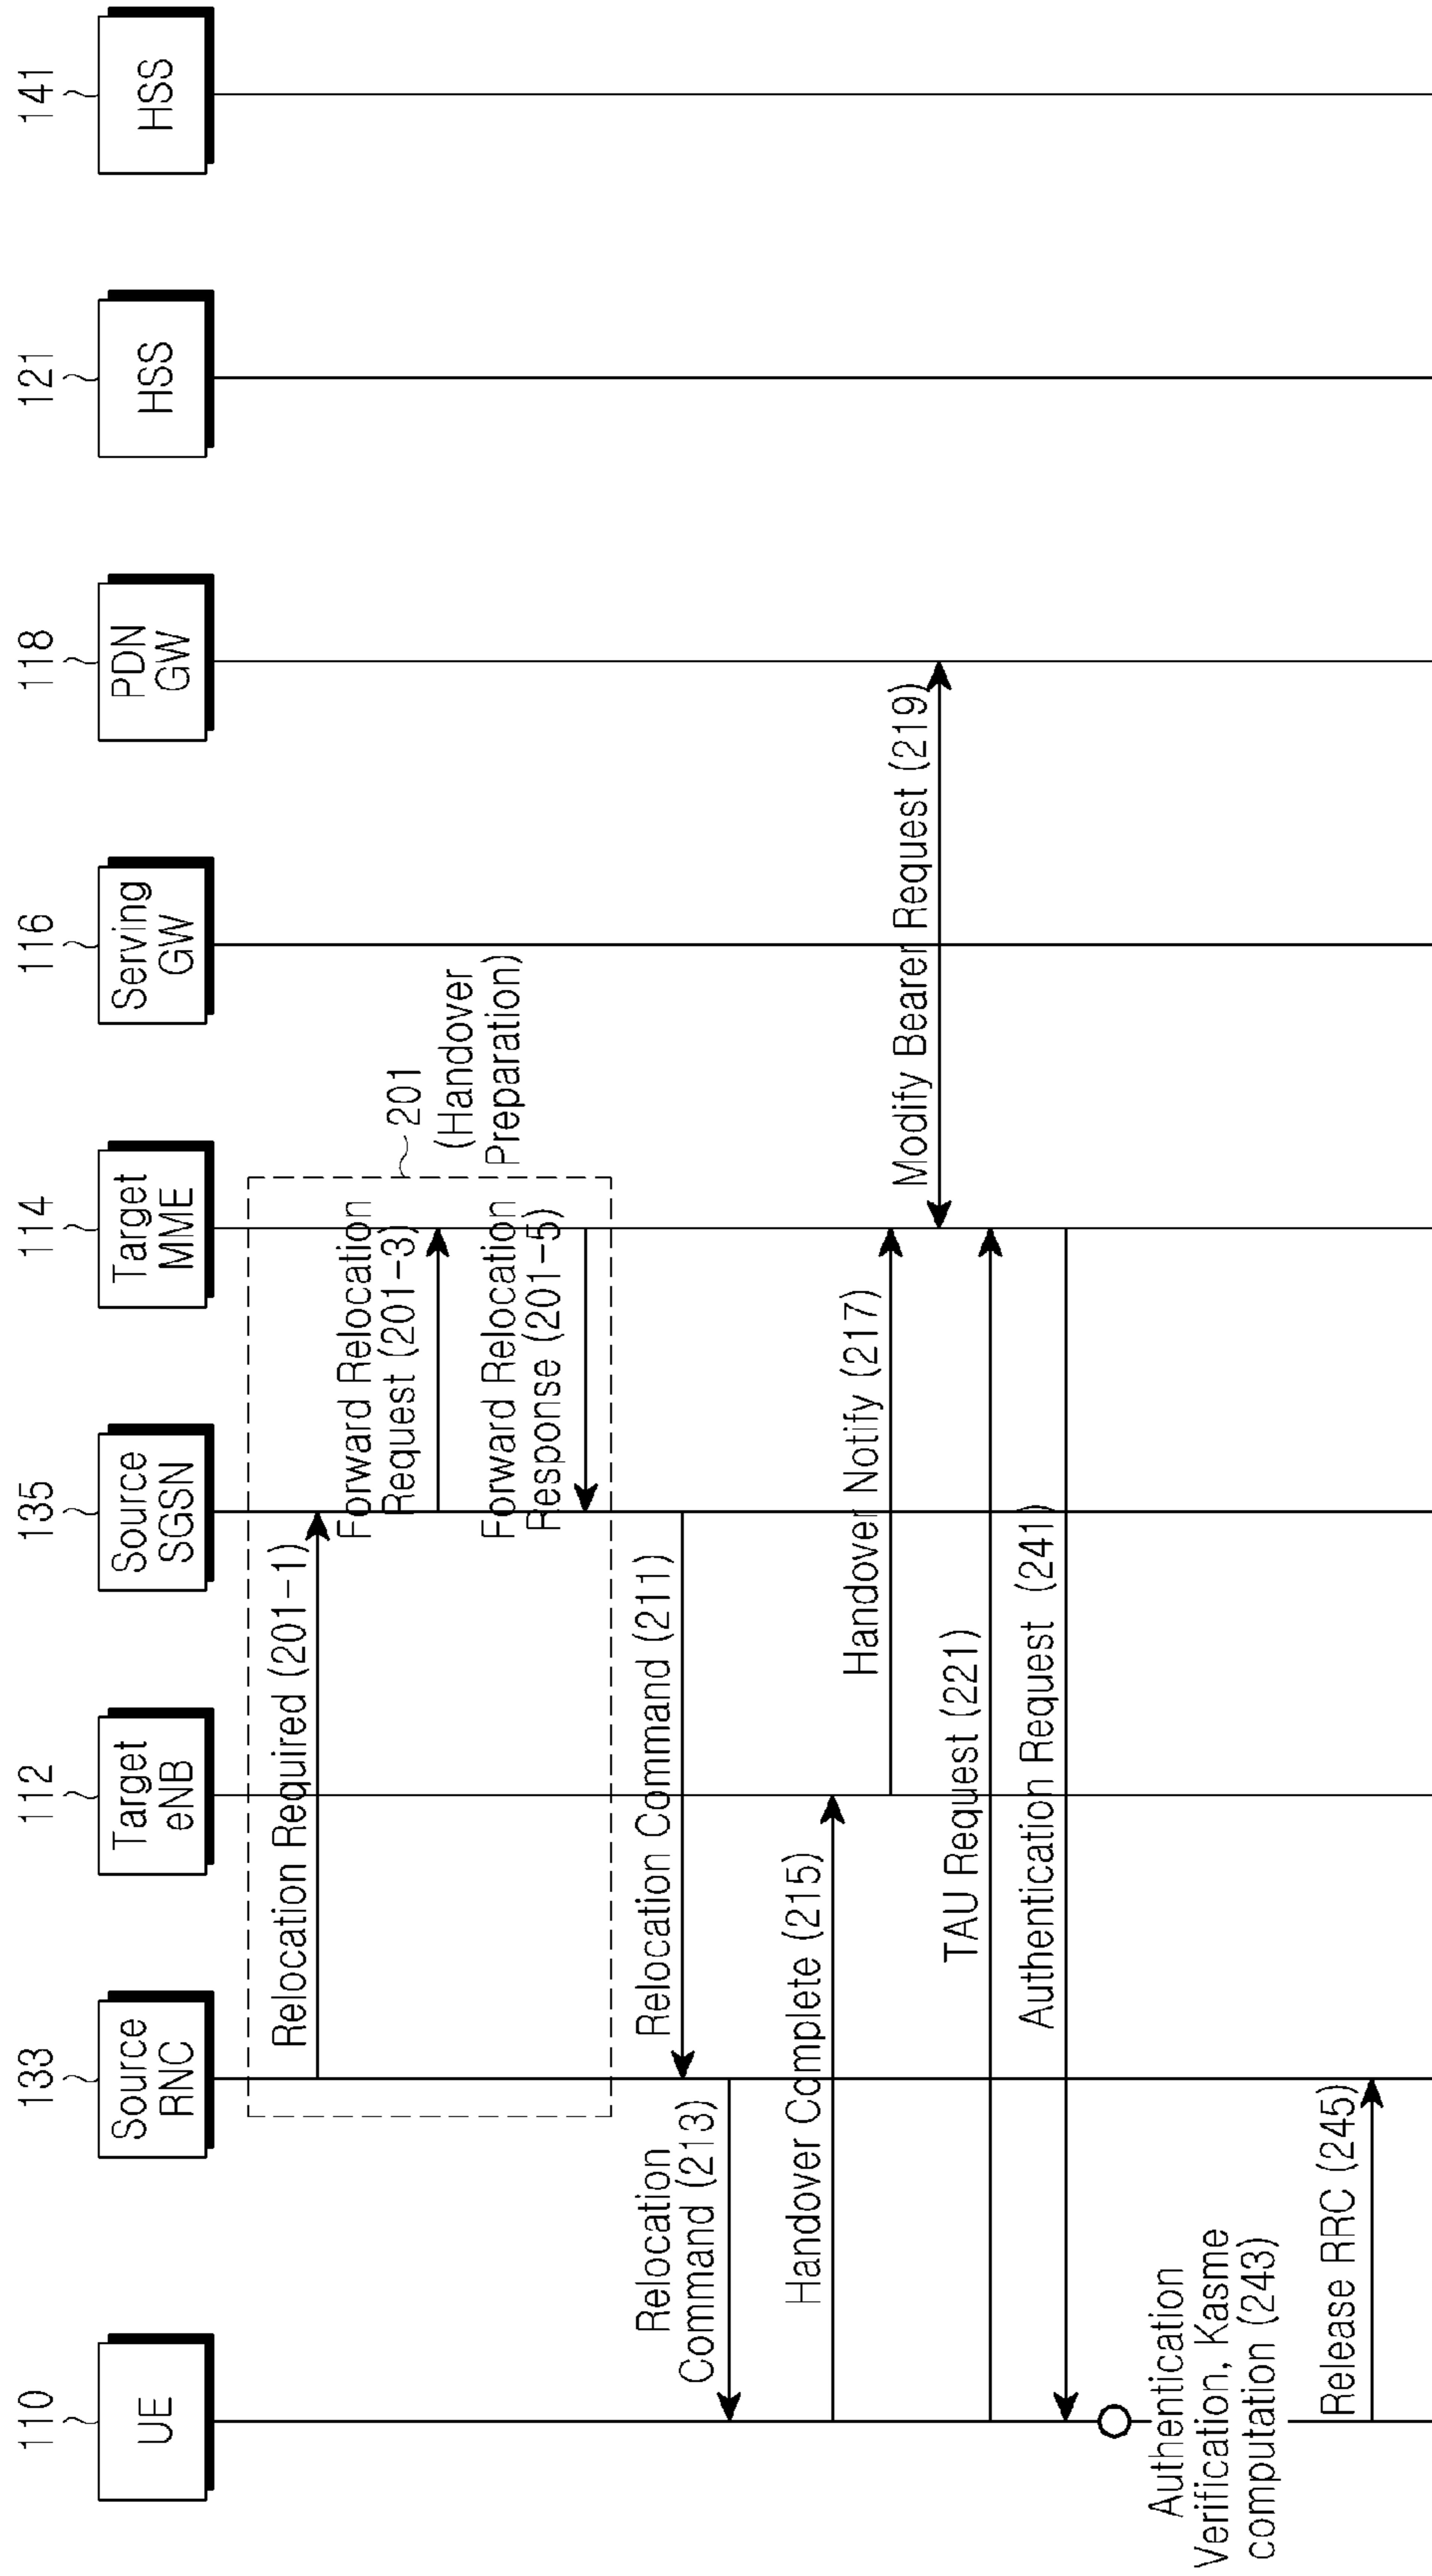 110
133
112
135
114
116
118
121
141
UE
Source
RNC
Target
eNB
Source
SGSN
Target
MME
Serving
GW
PDN
GW
HSS
HSS
Relocation Required (201-1)
201
(Handover
Preparation)
Forward Relocation
Request (201-3)
Forward Relocation
Response (201-5)
Relocation Command (211)
Relocation
Command (213)
Handover Complete (215)
Handover Notify (217)
Modify Bearer Request (219)
TAU Request (221)
Authentication Request (241)
Authentication
Verification, Kasme
computation (243)
Release RRC (245)